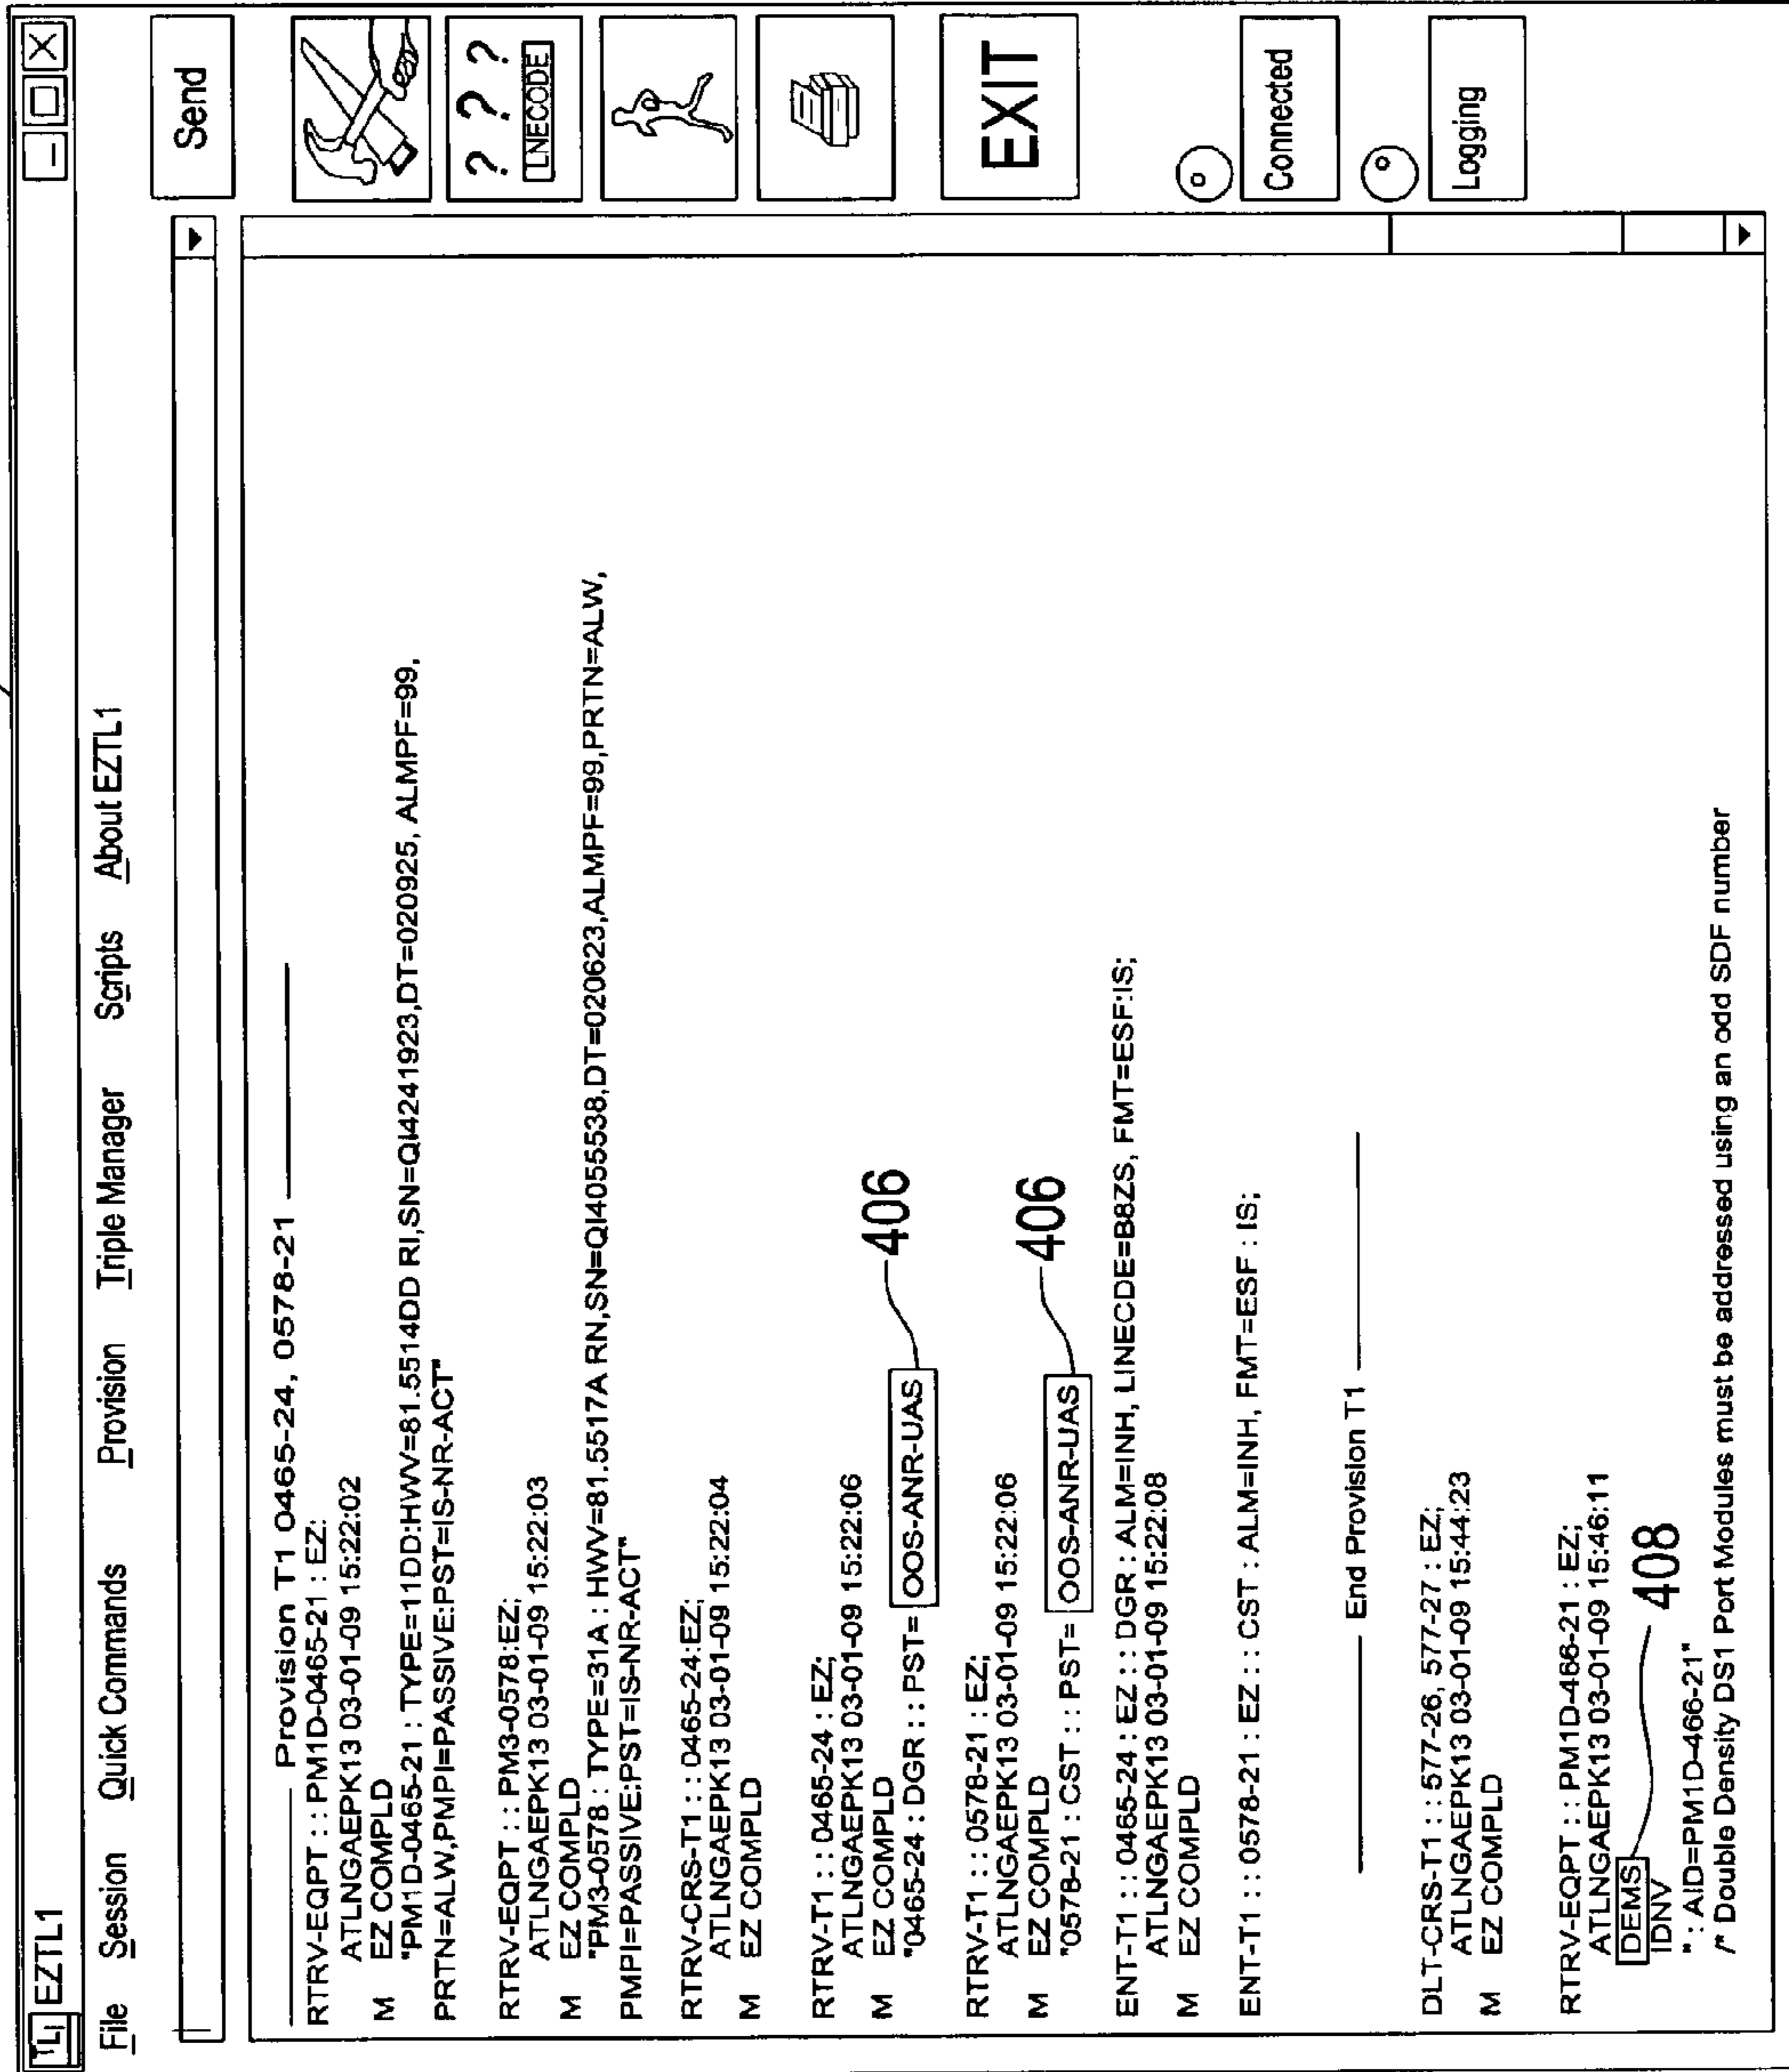 TL1 EZTL1
File Session Quick Commands Provision Triple Manager Scripts About EZTL1
Send
Provision T1 0465-24, 0578-21
RTRV-EQPT : : PM1D-0465-21 : EZ:
ATLNGAEPK13 03-01-09 15:22:02
M EZ COMPLD
"PM1D-0465-21 : TYPE=11DD:HWV=81.5514DD RI,SN=QI4241923,DT=020925, ALMPF=99,
PRTN=ALW,PMPI=PASSIVE:PST=IS-NR-ACT"
RTRV-EQPT : : PM3-0578:EZ;
ATLNGAEPK13 03-01-09 15:22:03
M EZ COMPLD
"PM3-0578 : TYPE=31A : HWV=81.5517A RN,SN=QI4055538,DT=020623,ALMPF=99,PRTN=ALW,
PMPI=PASSIVE:PST=IS-NR-ACT"
RTRV-CRS-T1 : : 0465-24:EZ;
ATLNGAEPK13 03-01-09 15:22:04
M EZ COMPLD
RTRV-T1 : : 0465-24 : EZ;
ATLNGAEPK13 03-01-09 15:22:06
M EZ COMPLD
"0465-24 : : DGR : : PST= OOS-ANR-UAS 406
RTRV-T1 : : 0578-21 : EZ;
ATLNGAEPK13 03-01-09 15:22:06
M EZ COMPLD
"0578-21 : CST : : PST= OOS-ANR-UAS 406
ENT-T1 : : 0465-24 : EZ : : DGR : ALM=INH, LINECDE=B8ZS, FMT=ESF:IS;
ATLNGAEPK13 03-01-09 15:22:08
M EZ COMPLD
ENT-T1 : : 0578-21 : EZ : : CST : ALM=INH, FMT=ESF : IS;
End Provision T1
DLT-CRS-T1 : : 577-26, 577-27 : EZ;
ATLNGAEPK13 03-01-09 15:44:23
M EZ COMPLD
RTRV-EQPT : : PM1D-466-21 : EZ;
ATLNGAEPK13 03-01-09 15:46:11
DEMS 408
IDNV
" : AID=PM1D-466-21"
/* Double Density DS1 Port Modules must be addressed using an odd SDF number
? ? ?
LNECODE
EXIT
Connected
Logging